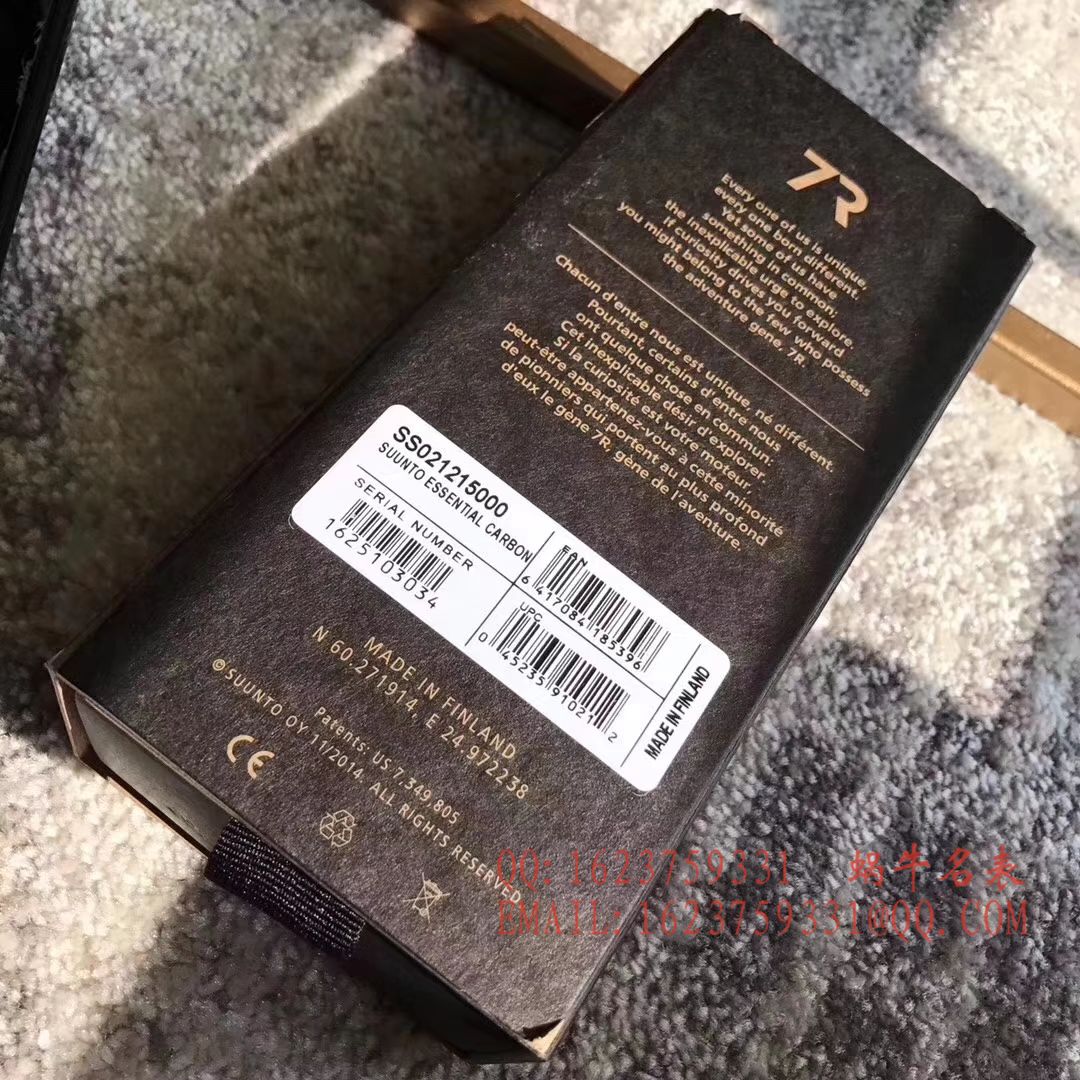 7R
Every one of us is unique,
every one born different.
Yet some of us have
something in common,
the inexplicable urge to explore.
If curiosity drives you forward
you might belong to the few who possess
the adventure gene, 7R
Chacun d'entre nous est unique, né différent.
Pourtant, certains d'entre nous
ont quelque chose en commun:
Cet inexplicable désir d'explorer.
Si la curiosité est votre moteur,
peut-être appartenez-vous à cette minorité
de pionniers qui portent au plus profond
d'eux le gène 7R, gène de l'aventure.
SS021215000
SUUNTO ESSENTIAL CARBON
SERIAL NUMBER
1625103034
EAN
6417084185396
UPC
0 45235 91021 2
MADE IN FINLAND
MADE IN FINLAND
N 60.271914, E 24.972238
Patents: US 7,349,805
©SUUNTO OY 11/2014. ALL RIGHTS RESERVED.
CE
QQ: 1623759331 蜗牛名表
EMAIL: 1623759331@QQ.COM